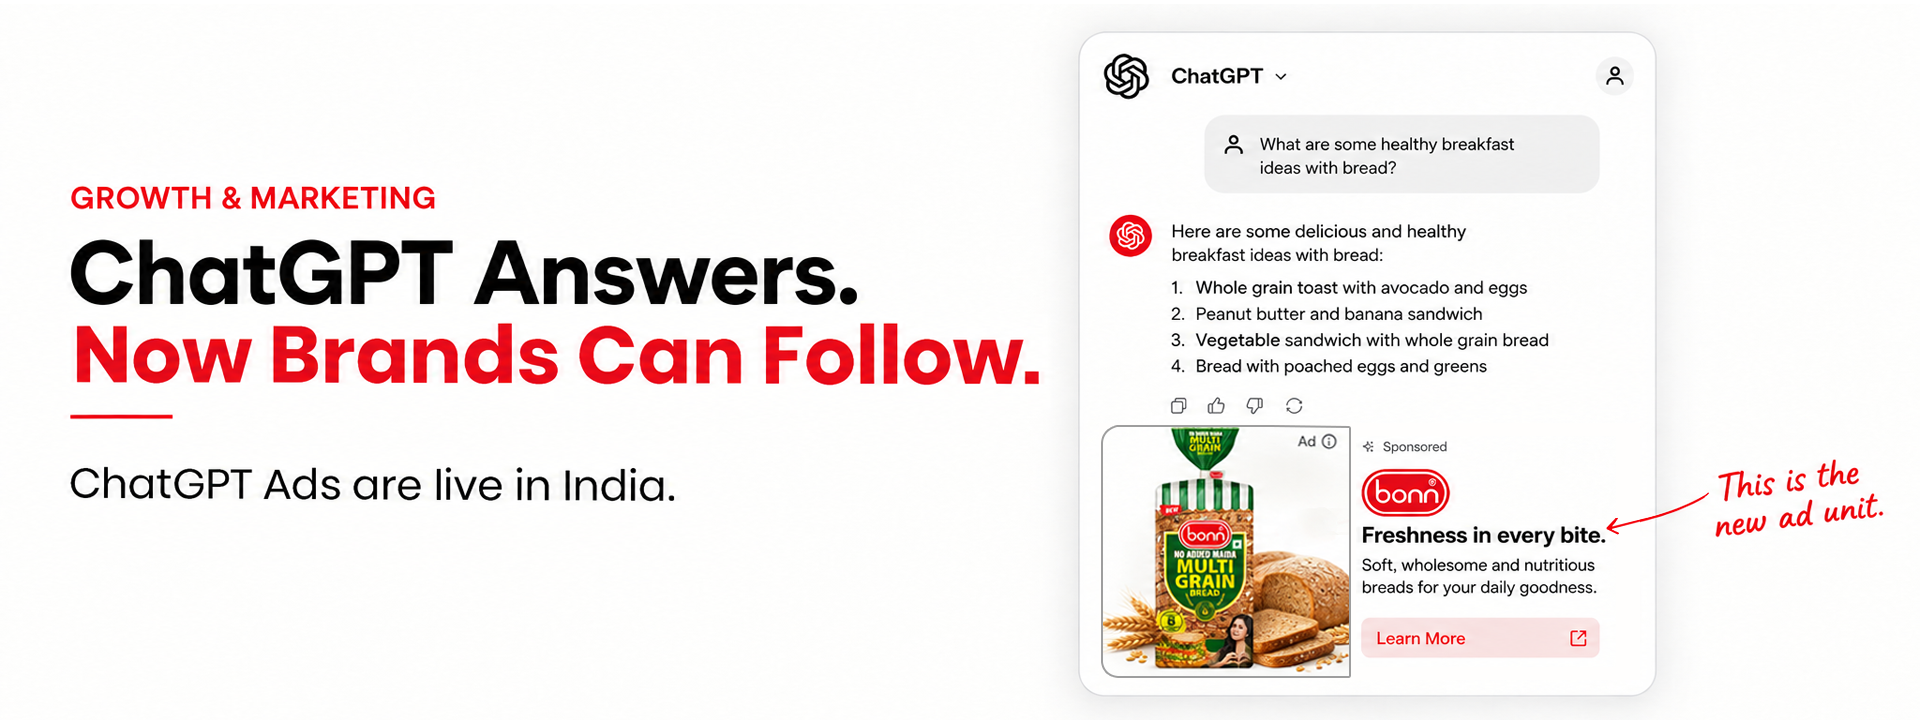 GROWTH & MARKETING
ChatGPT Answers.
Now Brands Can Follow.
ChatGPT Ads are live in India.
ChatGPT
What are some healthy breakfast
ideas with bread?
Here are some delicious and healthy
breakfast ideas with bread:
1. Whole grain toast with avocado and eggs
2. Peanut butter and banana sandwich
3. Vegetable sandwich with whole grain bread
4. Bread with poached eggs and greens
Ad
MULTI
GRAIN
NEW
bonn
NO ADDED MAIDA
MULTI
GRAIN
BREAD
Sponsored
bonn®
Freshness in every bite.
Soft, wholesome and nutritious
breads for your daily goodness.
Learn More
This is the
new ad unit.